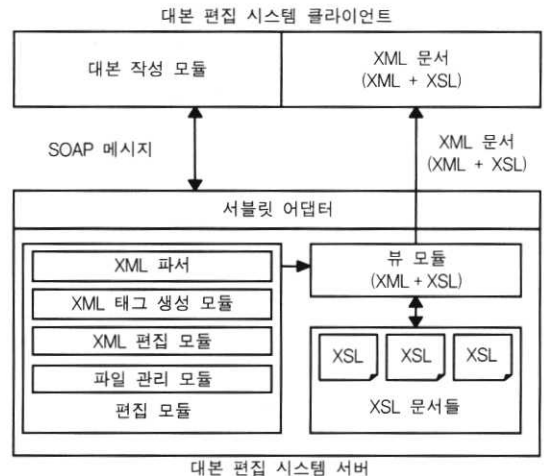 대본 편집 시스템 클라이언트
대본 작성 모듈
XML 문서
(XML + XSL)
SOAP 메시지
XML 문서
(XML + XSL)
서블릿 어댑터
XML 파서
XML 태그 생성 모듈
XML 편집 모듈
파일 관리 모듈
편집 모듈
뷰 모듈
(XML + XSL)
XSL
XSL
XSL
XSL 문서들
대본 편집 시스템 서버